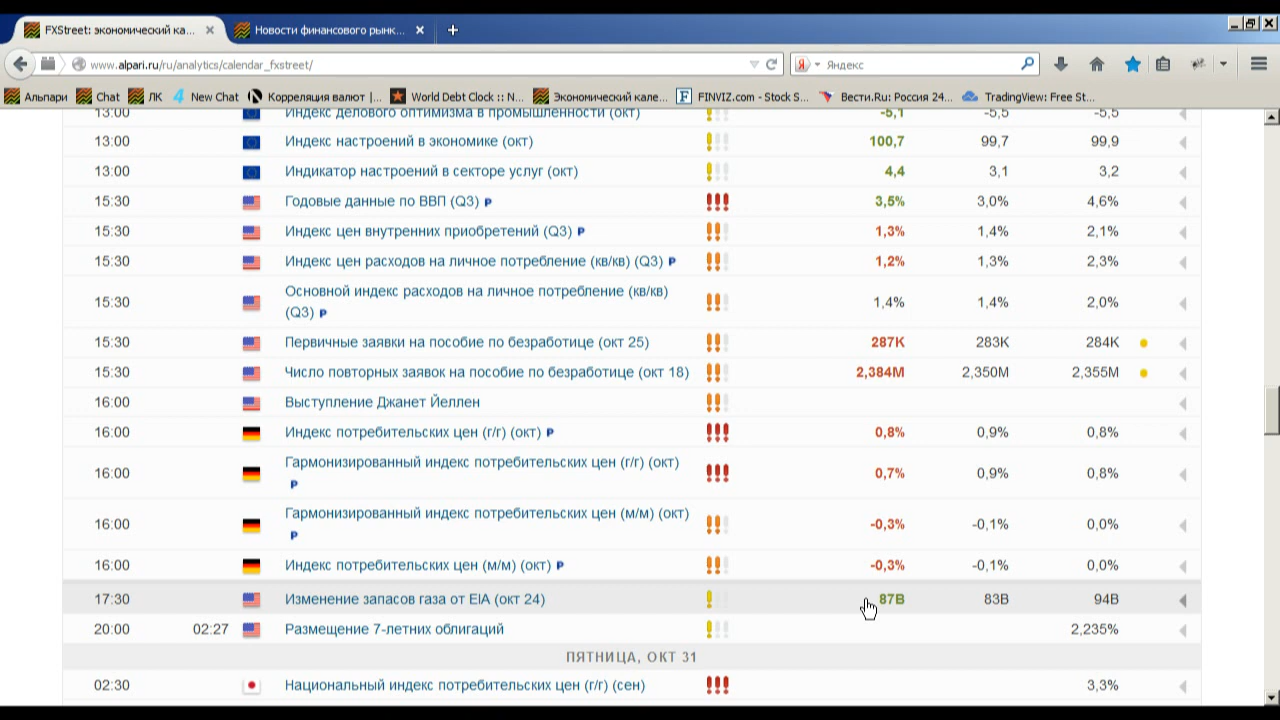 FXStreet: экономический ка...
Новости финансового рынк...
www.alpari.ru/ru/analytics/calendar_fxstreet/
Яндекс
Альпари Chat ЛК New Chat Корреляция валют |... World Debt Clock :: N... Экономический кале... FINVIZ.com - Stock S... Вести.Ru: Россия 24... TradingView: Free St...
13:00 Индекс делового оптимизма в промышленности (окт) -5,1 -5,5 -5,5
13:00 Индекс настроений в экономике (окт) 100,7 99,7 99,9
13:00 Индикатор настроений в секторе услуг (окт) 4,4 3,1 3,2
15:30 Годовые данные по ВВП (Q3) P 3,5% 3,0% 4,6%
15:30 Индекс цен внутренних приобретений (Q3) P 1,3% 1,4% 2,1%
15:30 Индекс цен расходов на личное потребление (кв/кв) (Q3) P 1,2% 1,3% 2,3%
15:30 Основной индекс расходов на личное потребление (кв/кв)
(Q3) P 1,4% 1,4% 2,0%
15:30 Первичные заявки на пособие по безработице (окт 25) 287K 283K 284K
15:30 Число повторных заявок на пособие по безработице (окт 18) 2,384M 2,350M 2,355M
16:00 Выступление Джанет Йеллен
16:00 Индекс потребительских цен (г/г) (окт) P 0,8% 0,9% 0,8%
16:00 Гармонизированный индекс потребительских цен (г/г) (окт)
P 0,7% 0,9% 0,8%
16:00 Гармонизированный индекс потребительских цен (м/м) (окт)
P -0,3% -0,1% 0,0%
16:00 Индекс потребительских цен (м/м) (окт) P -0,3% -0,1% 0,0%
17:30 Изменение запасов газа от EIA (окт 24) 87B 83B 94B
20:00 02:27 Размещение 7-летних облигаций 2,235%
ПЯТНИЦА, ОКТ 31
02:30 Национальный индекс потребительских цен (г/г) (сен) 3,3%